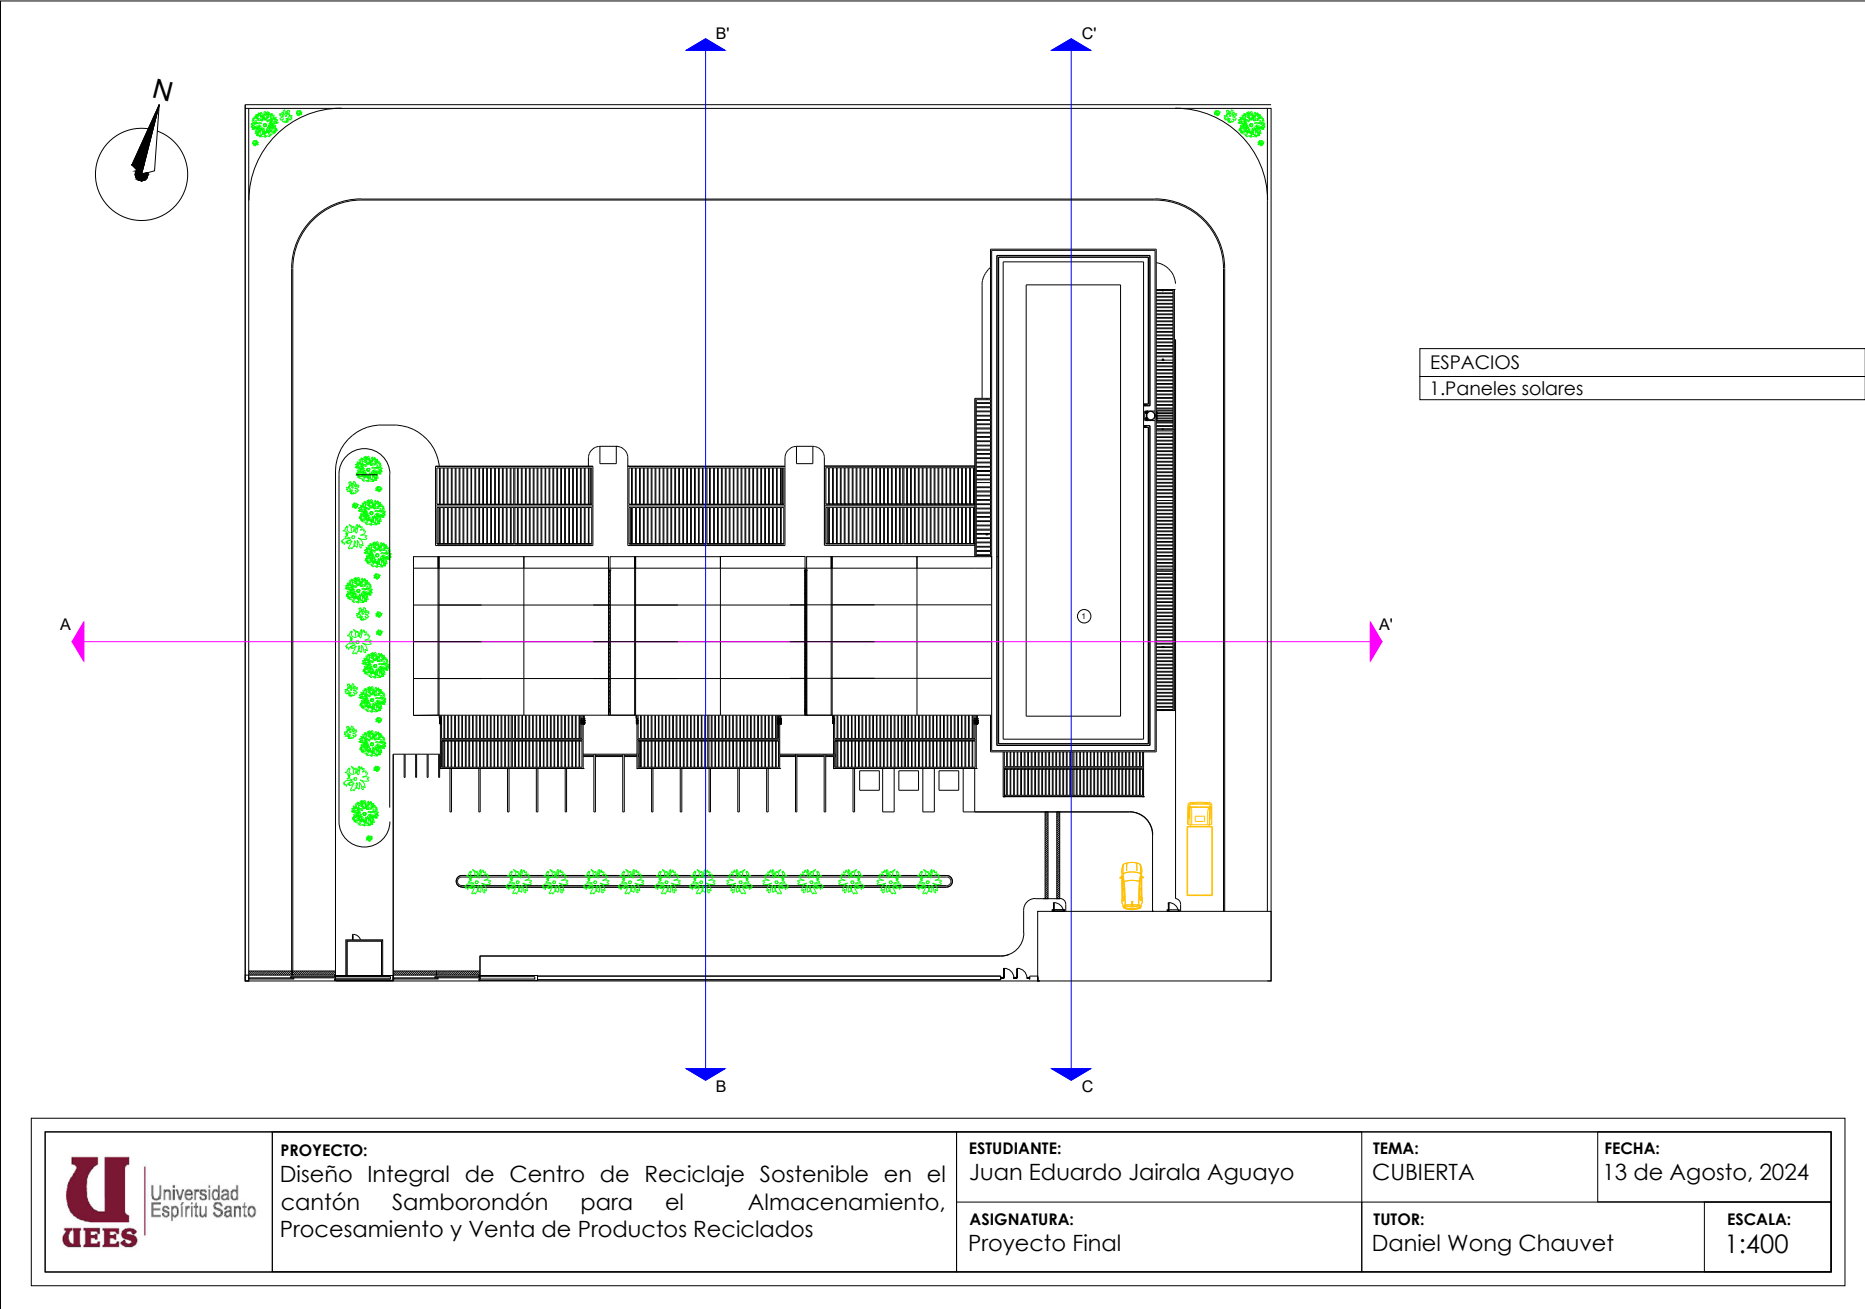 B'
C'
N
ESPACIOS
1.Paneles solares
1
A
A'
B
C
UEES
Universidad
Espíritu Santo
PROYECTO:
Diseño Integral de Centro de Reciclaje Sostenible en el
cantón Samborondón para el Almacenamiento,
Procesamiento y Venta de Productos Reciclados
ESTUDIANTE:
Juan Eduardo Jairala Aguayo
ASIGNATURA:
Proyecto Final
TEMA:
CUBIERTA
FECHA:
13 de Agosto, 2024
TUTOR:
Daniel Wong Chauvet
ESCALA:
1:400